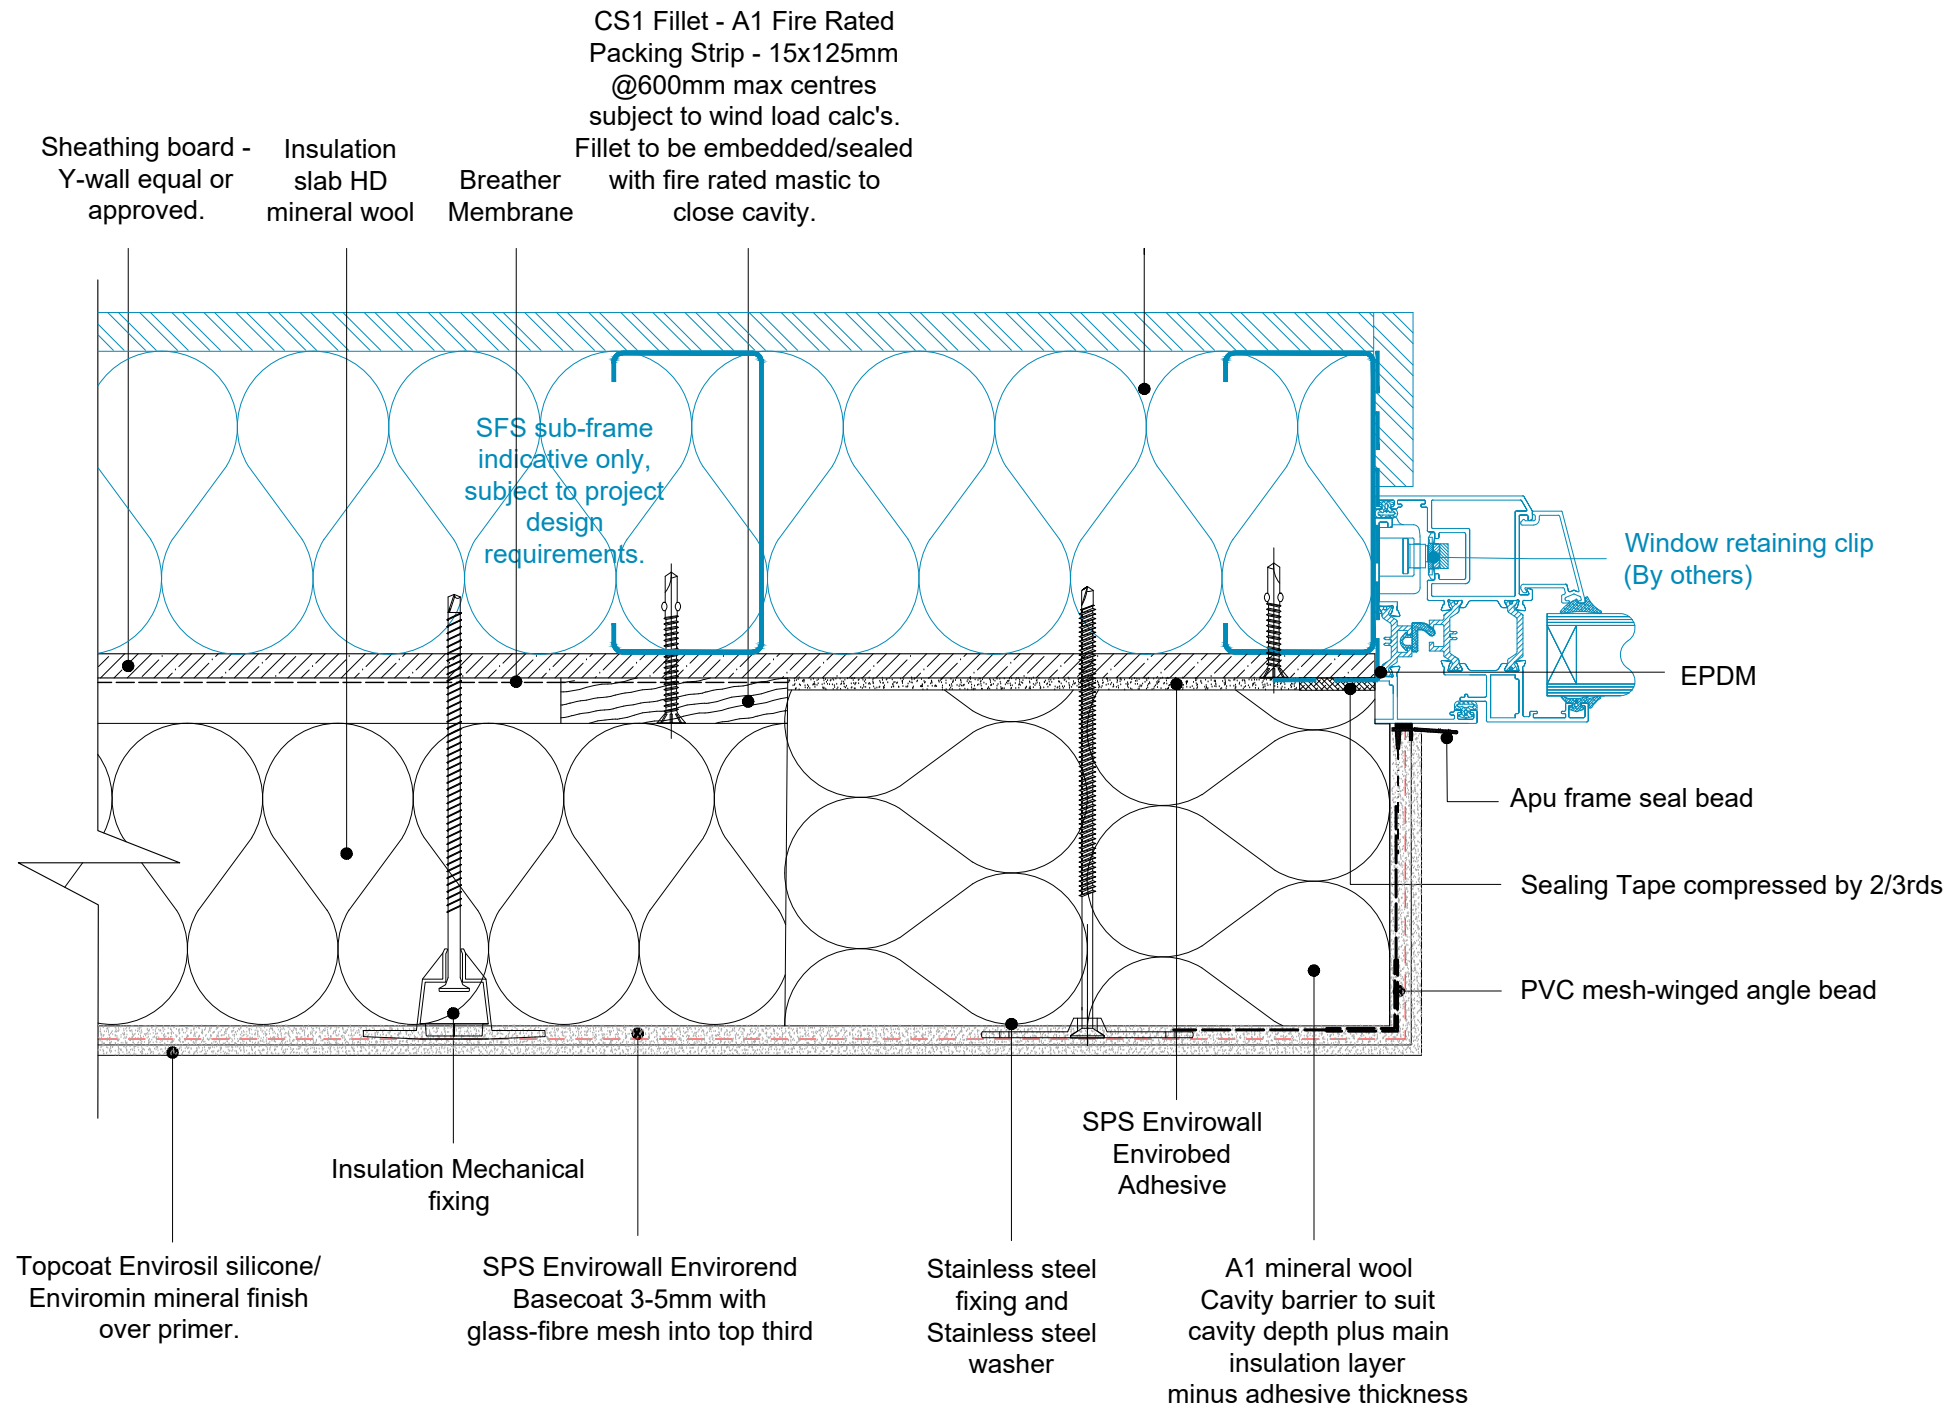 CS1 Fillet - A1 Fire Rated
Packing Strip - 15x125mm
@600mm max centres
subject to wind load calc's.
Fillet to be embedded/sealed
with fire rated mastic to
close cavity.
Sheathing board -
Y-wall equal or
approved.
Insulation
slab HD
mineral wool
Breather
Membrane
SFS sub-frame
indicative only,
subject to project
design
requirements.
Window retaining clip
(By others)
EPDM
Apu frame seal bead
Sealing Tape compressed by 2/3rds
PVC mesh-winged angle bead
SPS Envirowall
Envirobed
Adhesive
Insulation Mechanical
fixing
Topcoat Envirosil silicone/
Enviromin mineral finish
over primer.
SPS Envirowall Envirorend
Basecoat 3-5mm with
glass-fibre mesh into top third
Stainless steel
fixing and
Stainless steel
washer
A1 mineral wool
Cavity barrier to suit
cavity depth plus main
insulation layer
minus adhesive thickness